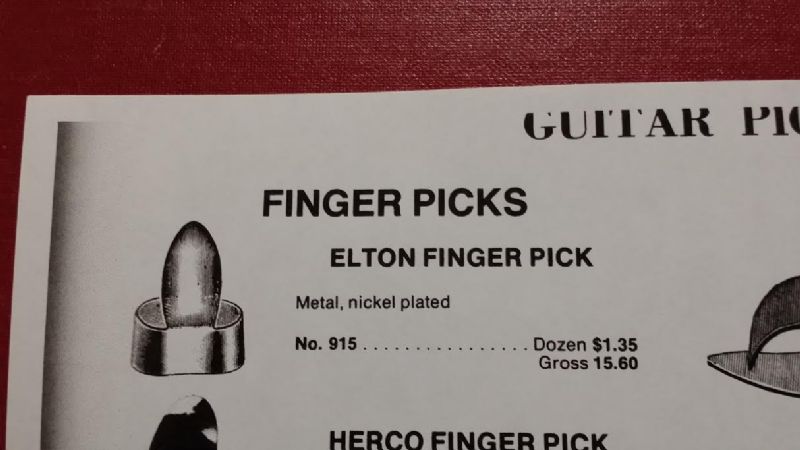 GUITAR
FINGER PICKS
ELTON FINGER PICK
Metal, nickel plated
No. 915 . . . . . . . . . . . . . . . . Dozen $1.35
Gross 15.60
HERCO FINGER PICK